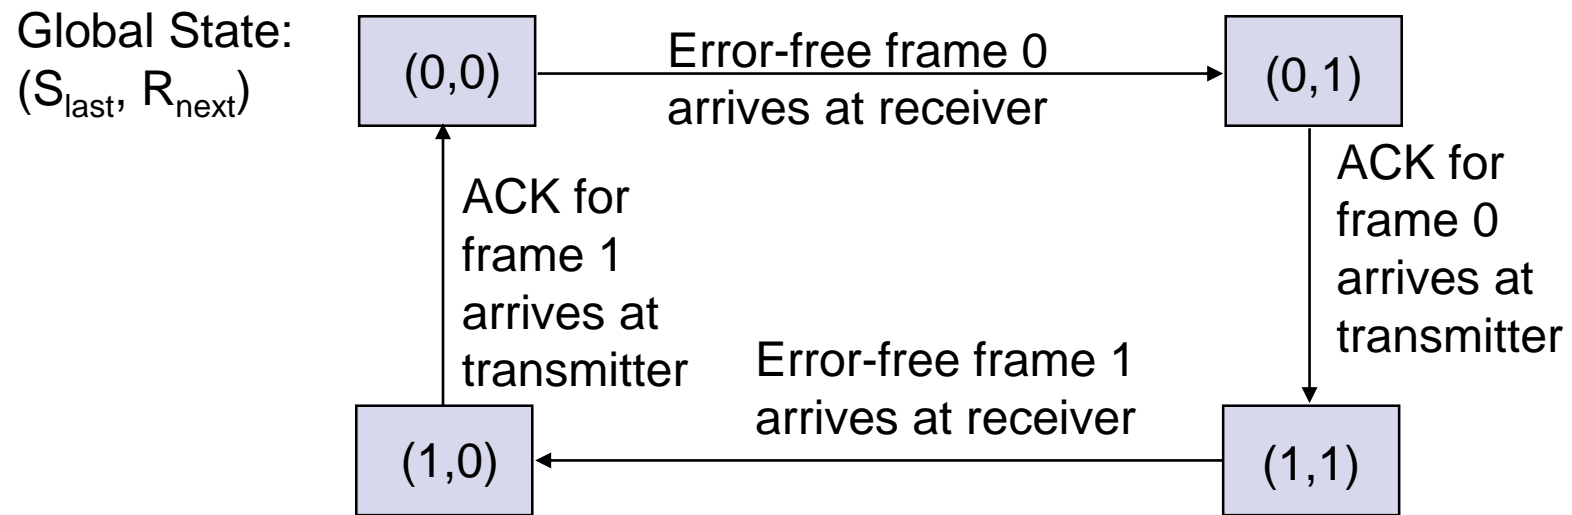 Global State:
(Slast, Rnext)
(0,0)
Error-free frame 0
arrives at receiver
(0,1)
ACK for
frame 1
arrives at
transmitter
ACK for
frame 0
arrives at
transmitter
Error-free frame 1
arrives at receiver
(1,0)
(1,1)